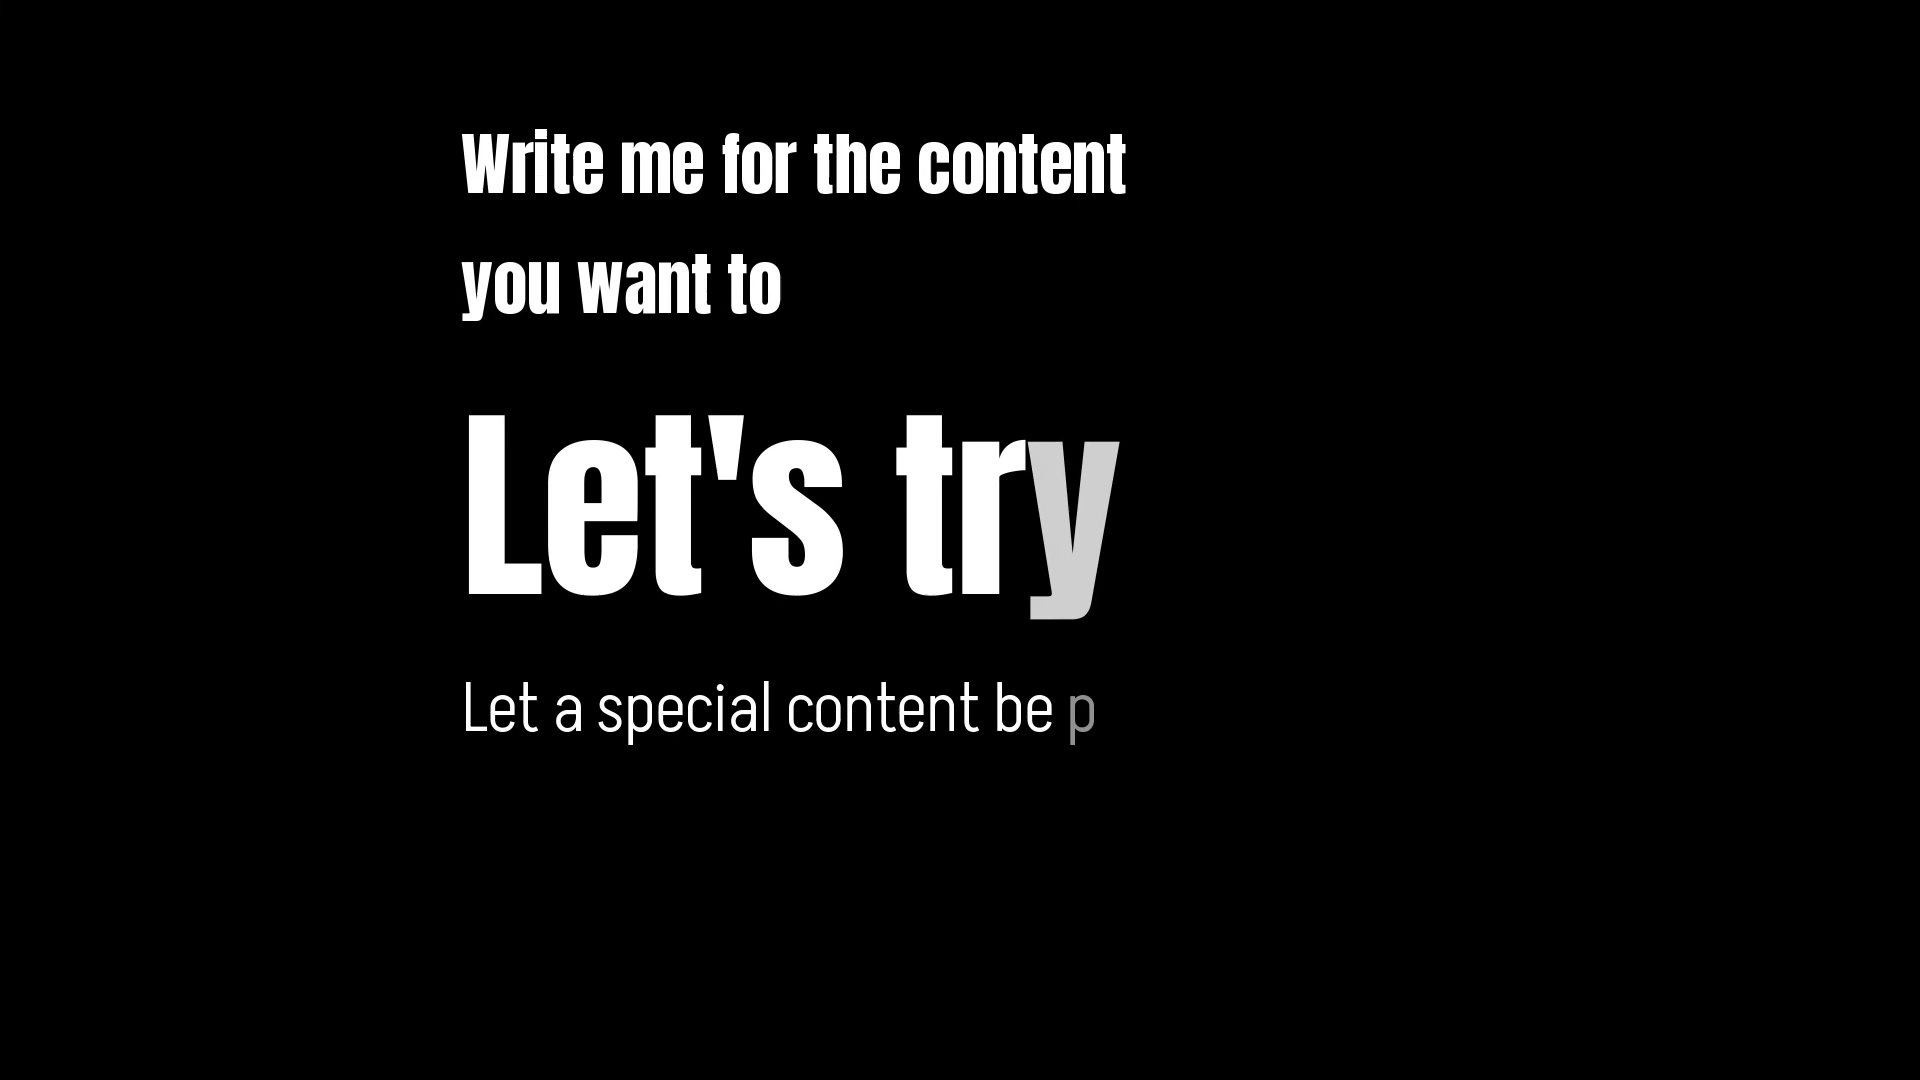 Write me for the content
you want to
Let's try
Let a special content be p